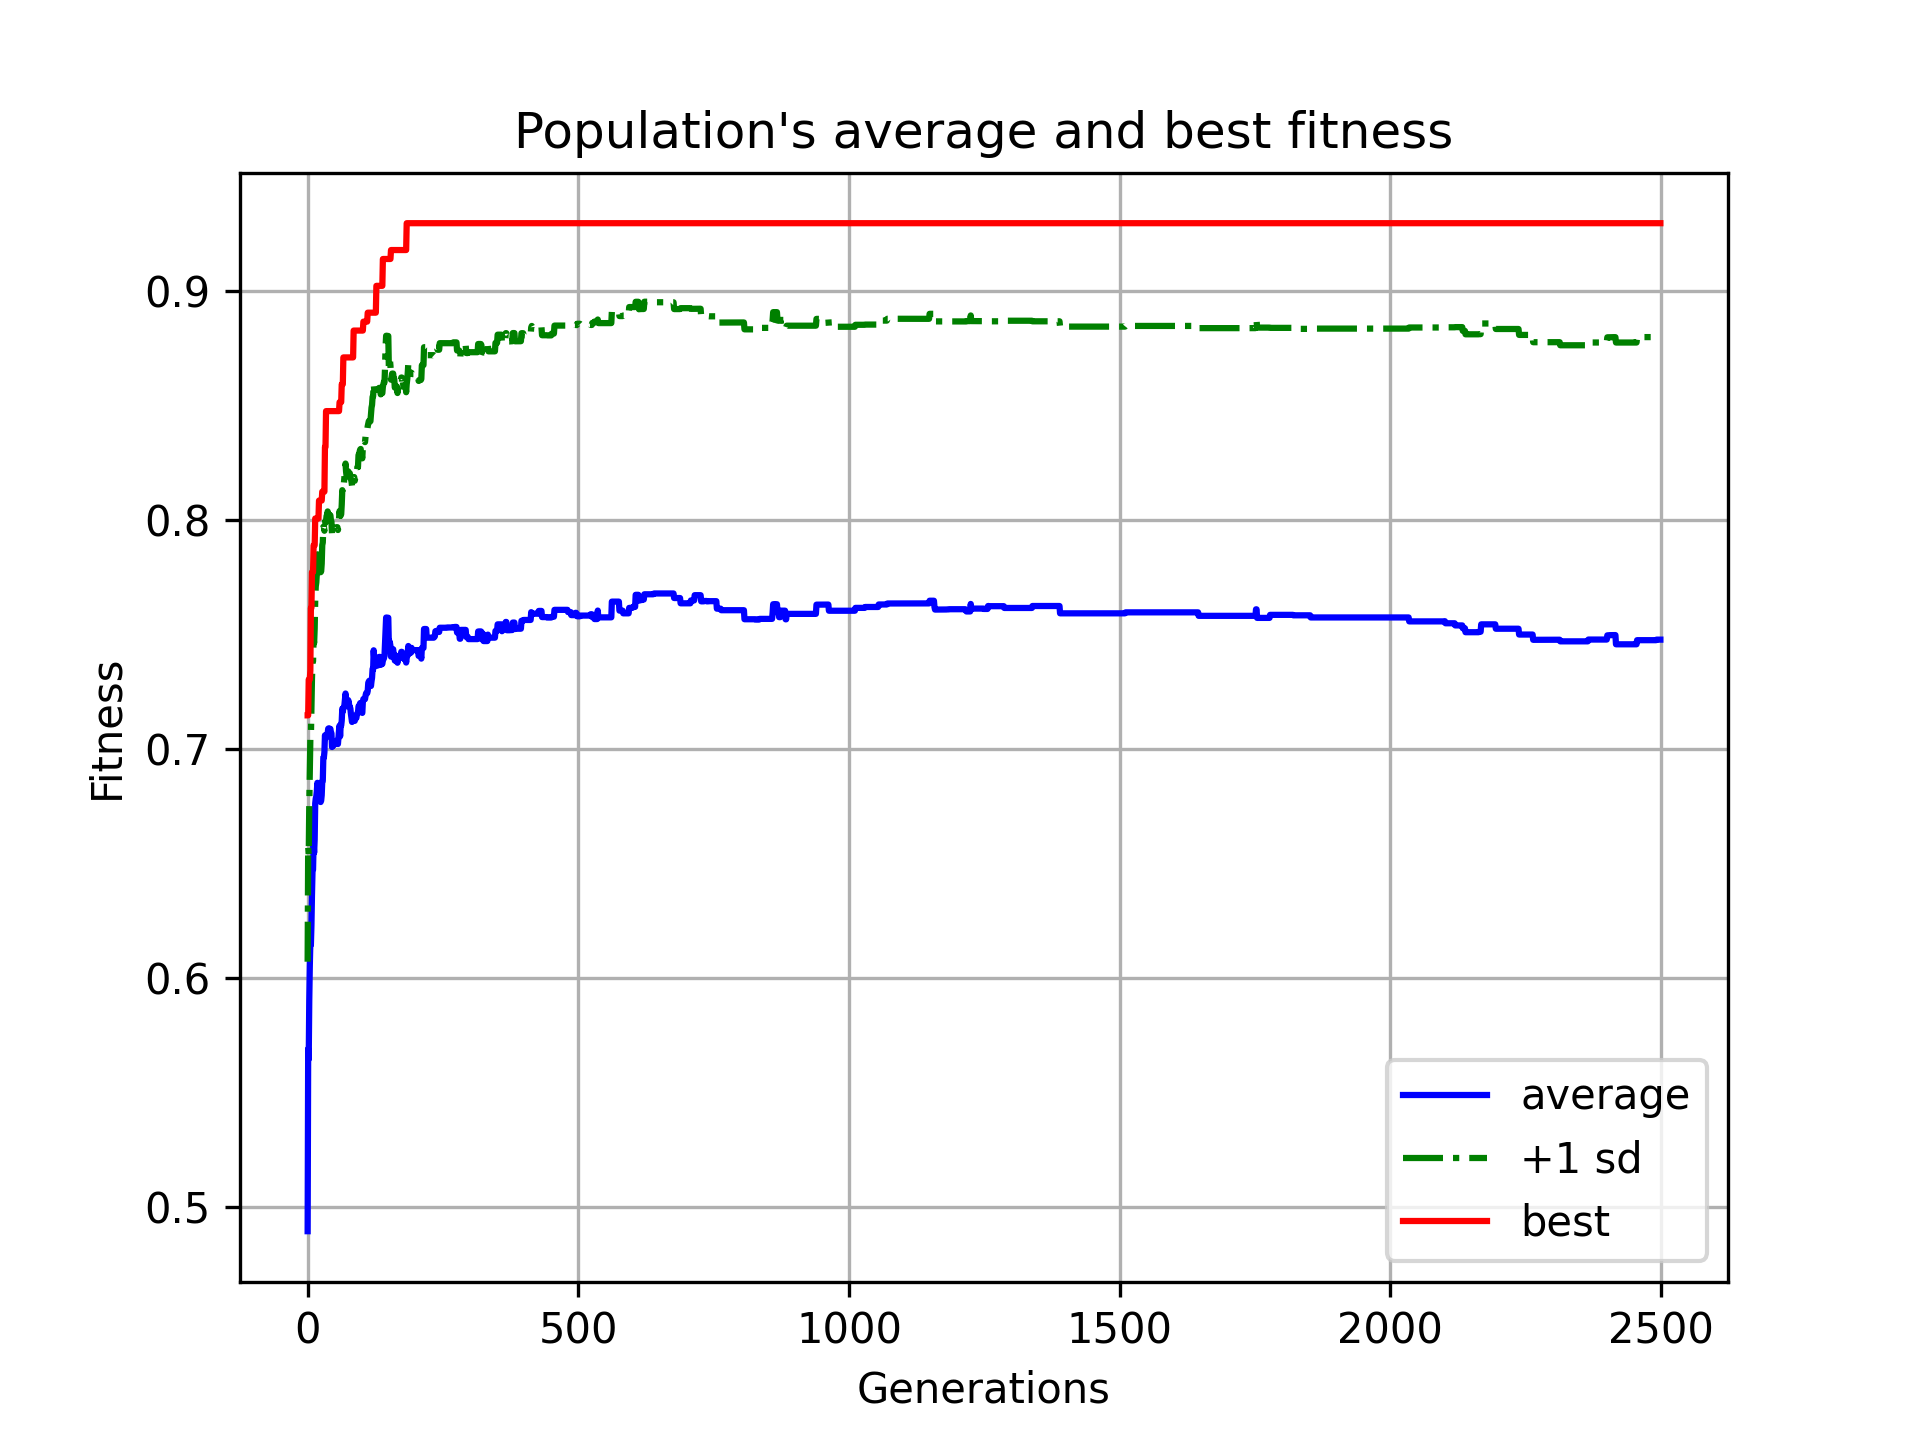 Population's average and best fitness
Fitness
0.9
0.8
0.7
0.6
0.5
0
500
1000
1500
2000
2500
Generations
average
+1 sd
best